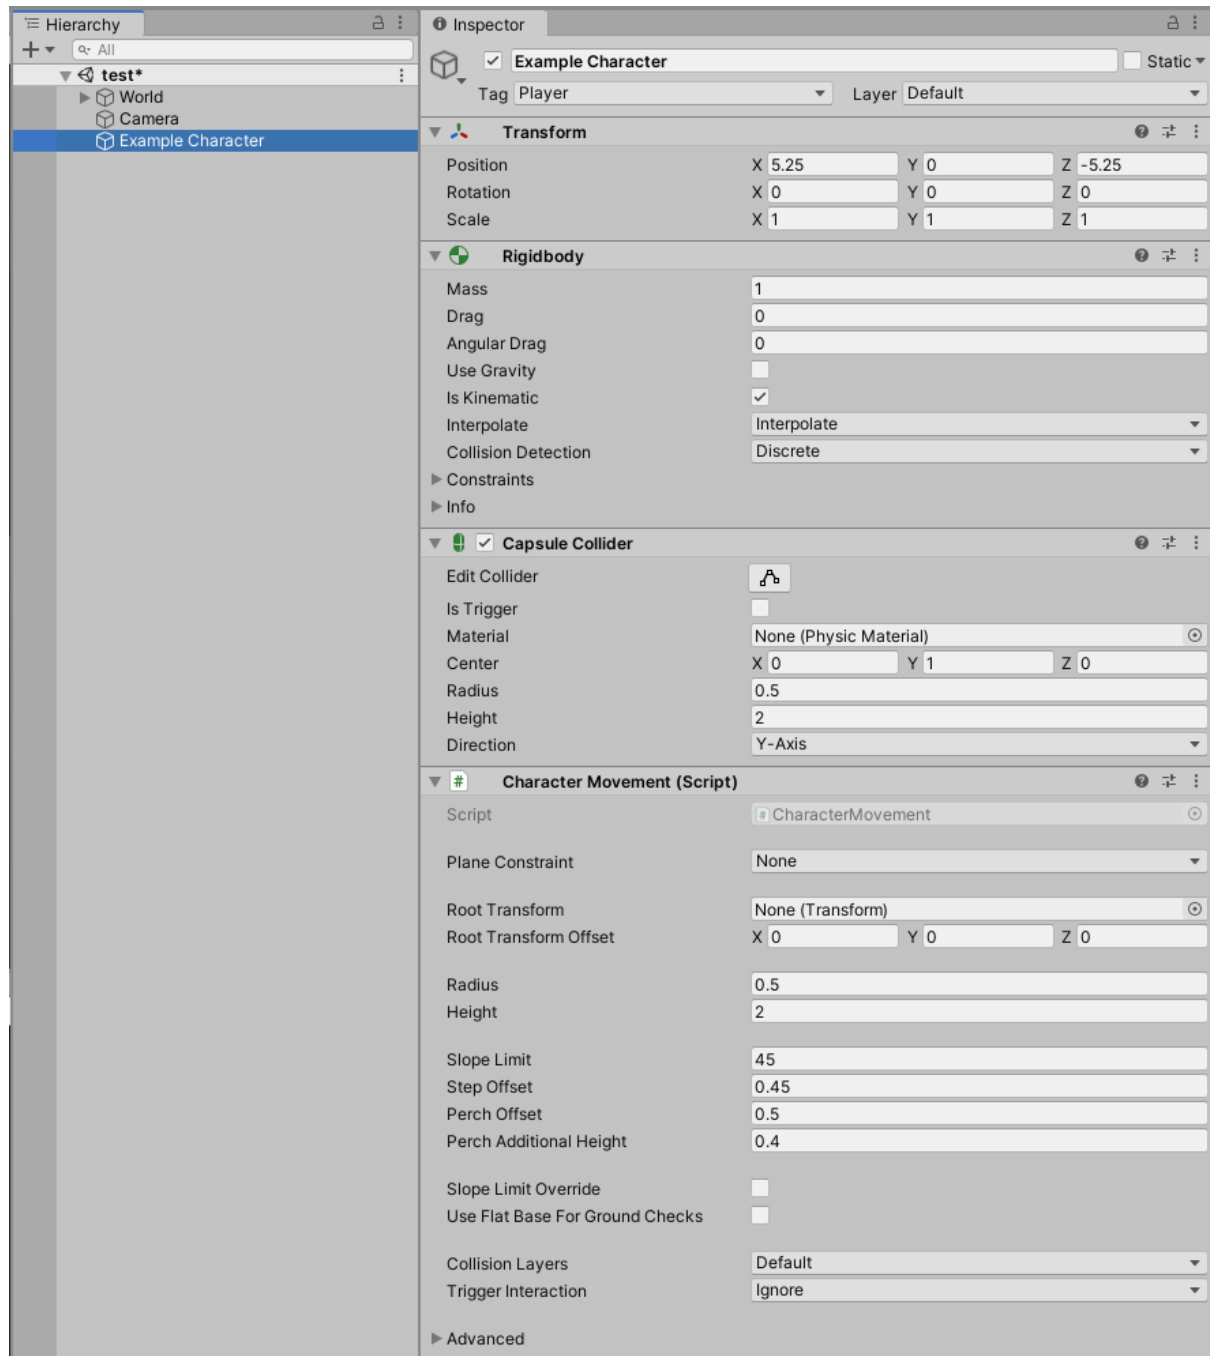 Hierarchy
All
test*
World
Camera
Example Character
Inspector
Example Character Static
Tag Player Layer Default
Transform
Position X 5.25 Y 0 Z -5.25
Rotation X 0 Y 0 Z 0
Scale X 1 Y 1 Z 1
Rigidbody
Mass 1
Drag 0
Angular Drag 0
Use Gravity
Is Kinematic
Interpolate Interpolate
Collision Detection Discrete
Constraints
Info
Capsule Collider
Edit Collider
Is Trigger
Material None (Physic Material)
Center X 0 Y 1 Z 0
Radius 0.5
Height 2
Direction Y-Axis
# Character Movement (Script)
Script # CharacterMovement
Plane Constraint None
Root Transform None (Transform)
Root Transform Offset X 0 Y 0 Z 0
Radius 0.5
Height 2
Slope Limit 45
Step Offset 0.45
Perch Offset 0.5
Perch Additional Height 0.4
Slope Limit Override
Use Flat Base For Ground Checks
Collision Layers Default
Trigger Interaction Ignore
Advanced